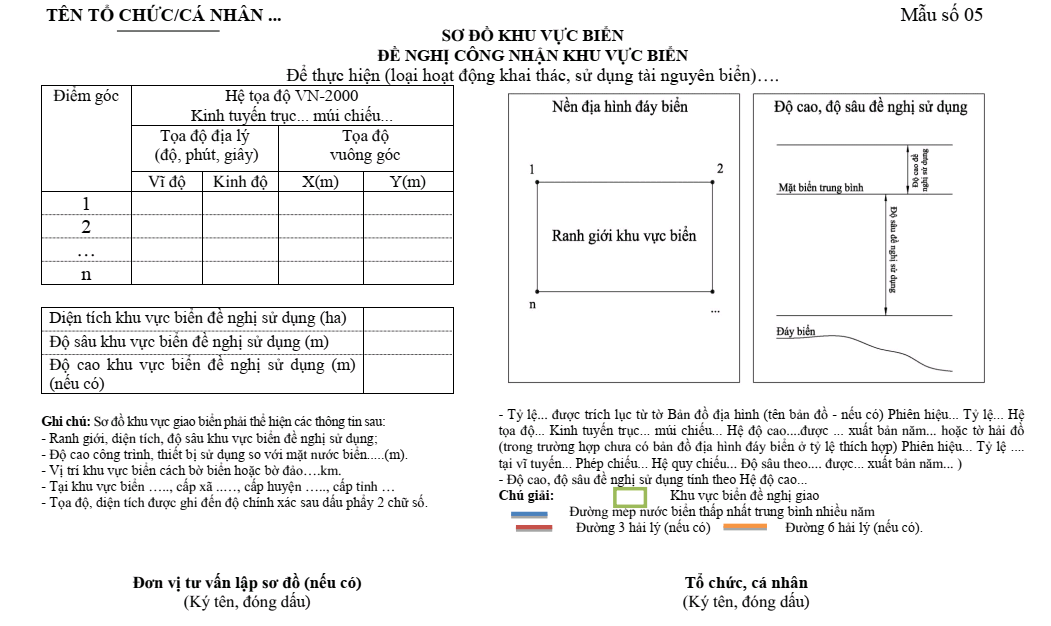 TÊN TỔ CHỨC/CÁ NHÂN ...
Mẫu số 05
SƠ ĐỒ KHU VỰC BIỂN
ĐỀ NGHỊ CÔNG NHẬN KHU VỰC BIỂN
Để thực hiện (loại hoạt động khai thác, sử dụng tài nguyên biển)….
Điểm góc
Hệ tọa độ VN-2000
Kinh tuyến trục... múi chiếu...
Tọa độ địa lý
(độ, phút, giây)
Tọa độ
vuông góc
Vĩ độ
Kinh độ
X(m)
Y(m)
1
2
…
n
Diện tích khu vực biển đề nghị sử dụng (ha)
Độ sâu khu vực biển đề nghị sử dụng (m)
Độ cao khu vực biển đề nghị sử dụng (m)
(nếu có)
Ghi chú: Sơ đồ khu vực giao biển phải thể hiện các thông tin sau:
- Ranh giới, diện tích, độ sâu khu vực biển đề nghị sử dụng;
- Độ cao công trình, thiết bị sử dụng so với mặt nước biển.....(m).
- Vị trí khu vực biển cách bờ biển hoặc bờ đảo….km.
- Tại khu vực biển ….., cấp xã ..…, cấp huyện ….., cấp tỉnh …
- Tọa độ, diện tích được ghi đến độ chính xác sau dấu phẩy 2 chữ số.
Nền địa hình đáy biển
1
2
Ranh giới khu vực biển
n
...
Độ cao, độ sâu đề nghị sử dụng
Độ cao đề
nghị sử dụng
Mặt biển trung bình
Độ sâu đề nghị sử dụng
Đáy biển
- Tỷ lệ... được trích lục từ tờ Bản đồ địa hình (tên bản đồ - nếu có) Phiên hiệu... Tỷ lệ... Hệ
tọa độ... Kinh tuyến trục... múi chiếu... Hệ độ cao....được ... xuất bản năm... hoặc tờ hải đồ
(trong trường hợp chưa có bản đồ địa hình đáy biển ở tỷ lệ thích hợp) Phiên hiệu... Tỷ lệ ....
tại vĩ tuyến... Phép chiếu... Hệ quy chiếu... Độ sâu theo.... được... xuất bản năm... )
- Độ cao, độ sâu đề nghị sử dụng tính theo Hệ độ cao...
Chú giải: Khu vực biển đề nghị giao
Đường mép nước biển thấp nhất trung bình nhiều năm
Đường 3 hải lý (nếu có) Đường 6 hải lý (nếu có).
Đơn vị tư vấn lập sơ đồ (nếu có)
(Ký tên, đóng dấu)
Tổ chức, cá nhân
(Ký tên, đóng dấu)